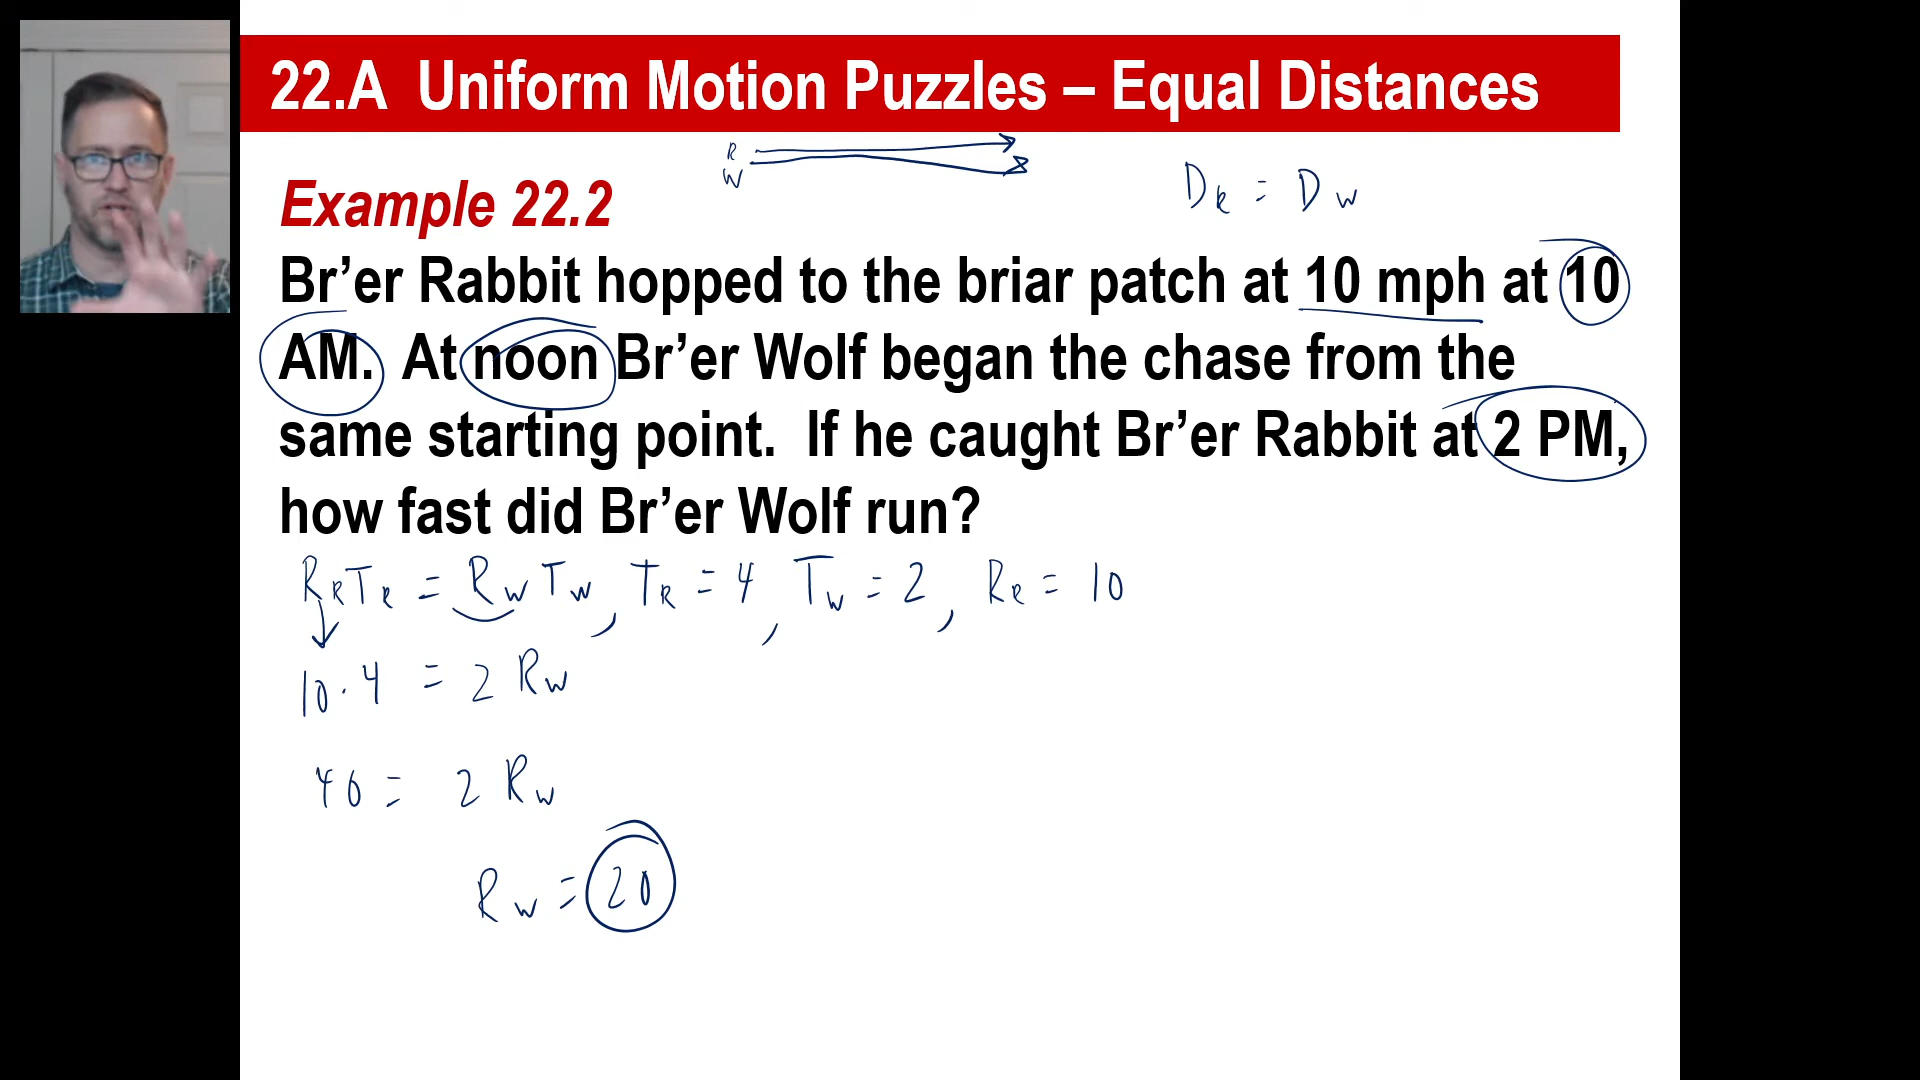 22.A Uniform Motion Puzzles – Equal Distances
R
W
D_R = D_W
Example 22.2
Br’er Rabbit hopped to the briar patch at 10 mph at 10
AM. At noon Br’er Wolf began the chase from the
same starting point. If he caught Br’er Rabbit at 2 PM,
how fast did Br’er Wolf run?
R_R T_R = R_W T_W , T_R = 4 , T_W = 2 , R_R = 10
10 · 4 = 2 R_W
40 = 2 R_W
R_W = 20